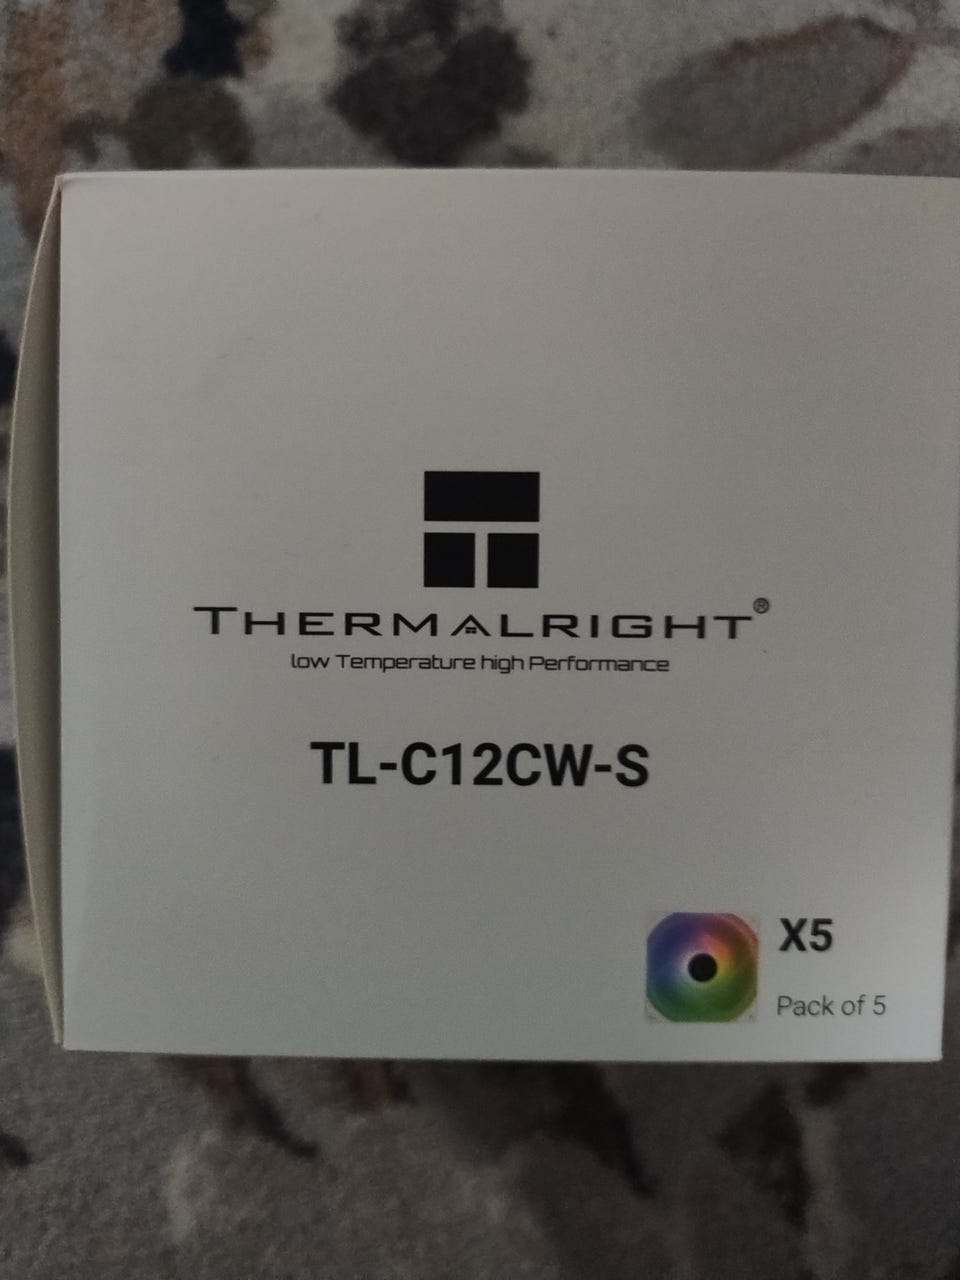 THERMALRIGHT®
low Temperature high Performance
TL-C12CW-S
X5
Pack of 5